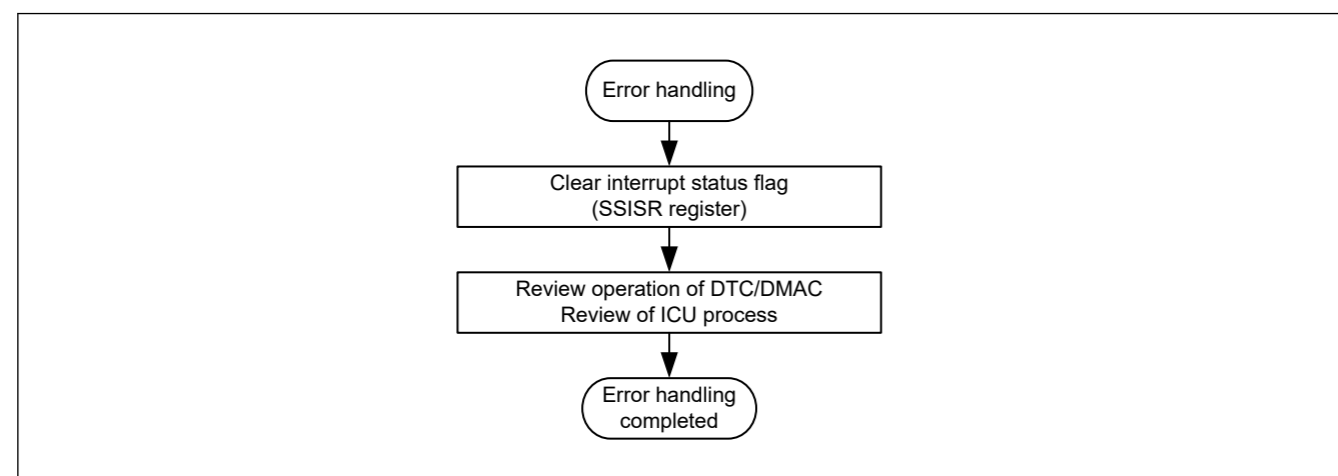 Error handling
Clear interrupt status flag
(SSISR register)
Review operation of DTC/DMAC
Review of ICU process
Error handling
completed